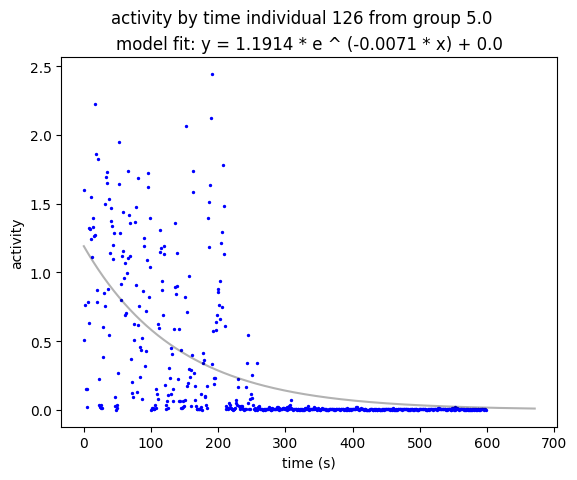 activity by time individual 126 from group 5.0
model fit: y = 1.1914 * e ^ (-0.0071 * x) + 0.0
2.5
2.0
1.5
1.0
0.5
0.0
activity
0 100 200 300 400 500 600 700
time (s)